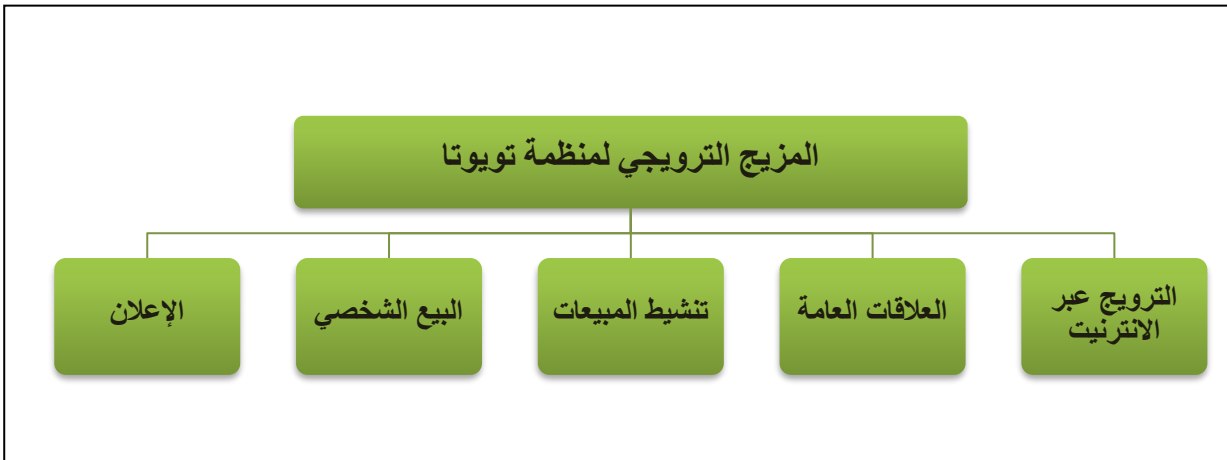 المزيج الترويجي لمنظمة تويوتا
الترويج عبر
الانترنيت
العلاقات العامة
تنشيط المبيعات
البيع الشخصي
الإعلان